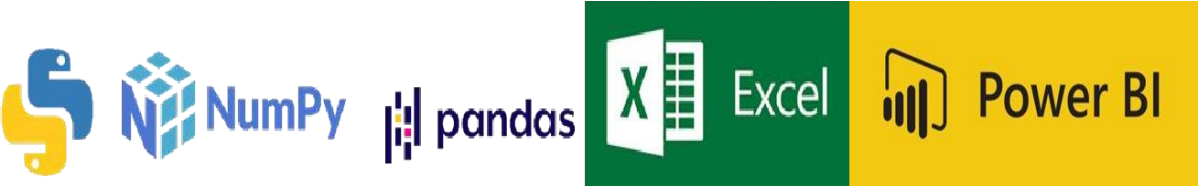 NumPy
pandas
X
Excel
Power BI